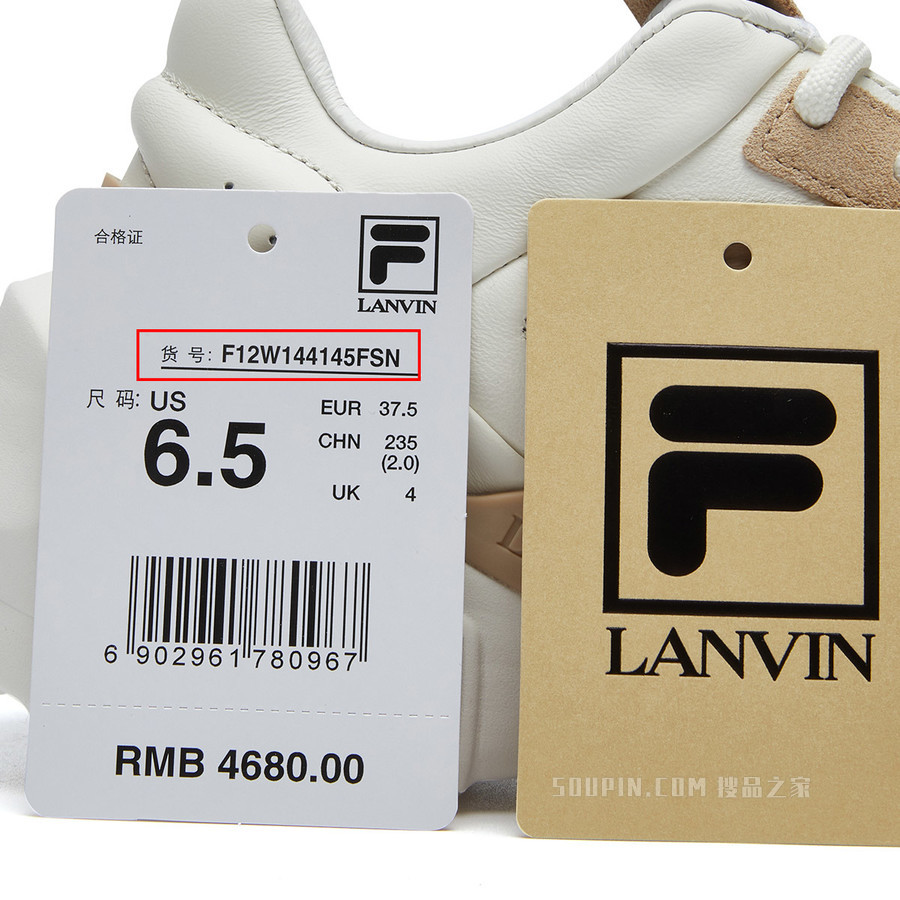 合格证
F
LANVIN
货 号: F12W144145FSN
尺 码: US
6.5
EUR 37.5
CHN 235
(2.0)
UK 4
6 902961 780967
RMB 4680.00
F
LANVIN
SOUPIN.COM 搜品之家